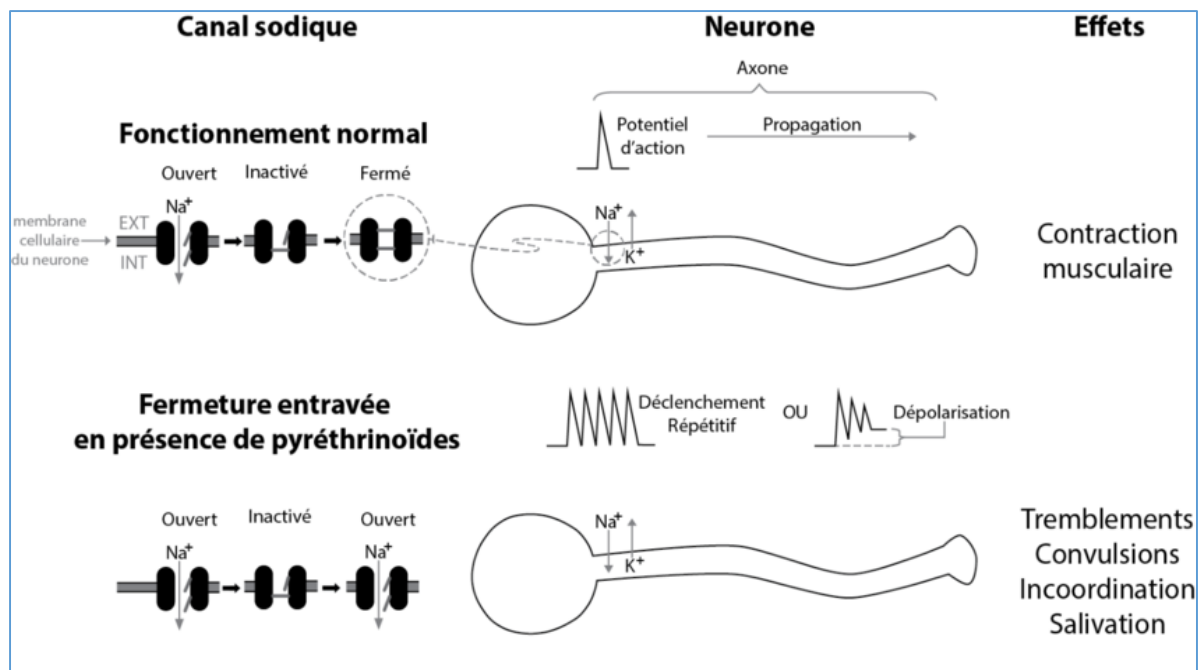 Canal sodique
Neurone
Effets
Axone
Fonctionnement normal
Potentiel
d'action
Propagation
Ouvert
Inactivé
Fermé
Na+
membrane
cellulaire
du neurone
EXT
INT
Na+
K+
Contraction
musculaire
Fermeture entravée
en présence de pyréthrinoïdes
Déclenchement
Répétitif
OU
Dépolarisation
Ouvert
Inactivé
Ouvert
Na+
Na+
Na+
K+
Tremblements
Convulsions
Incoordination
Salivation